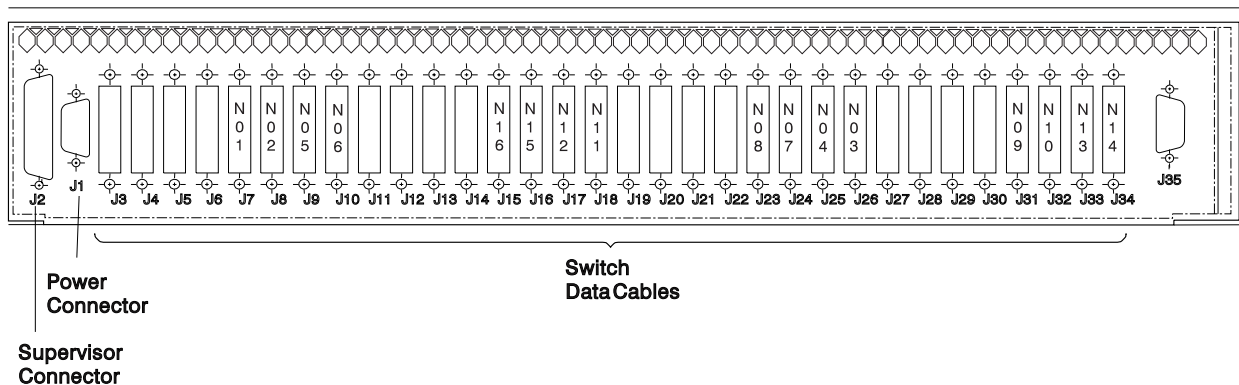 N01 N02 N05 N06 N16 N15 N12 N11 N08 N07 N04 N03 N09 N10 N13 N14
J2 J1 J3 J4 J5 J6 J7 J8 J9 J10 J11 J12 J13 J14 J15 J16 J17 J18 J19 J20 J21 J22 J23 J24 J25 J26 J27 J28 J29 J30 J31 J32 J33 J34 J35
Switch
Data Cables
Power
Connector
Supervisor
Connector